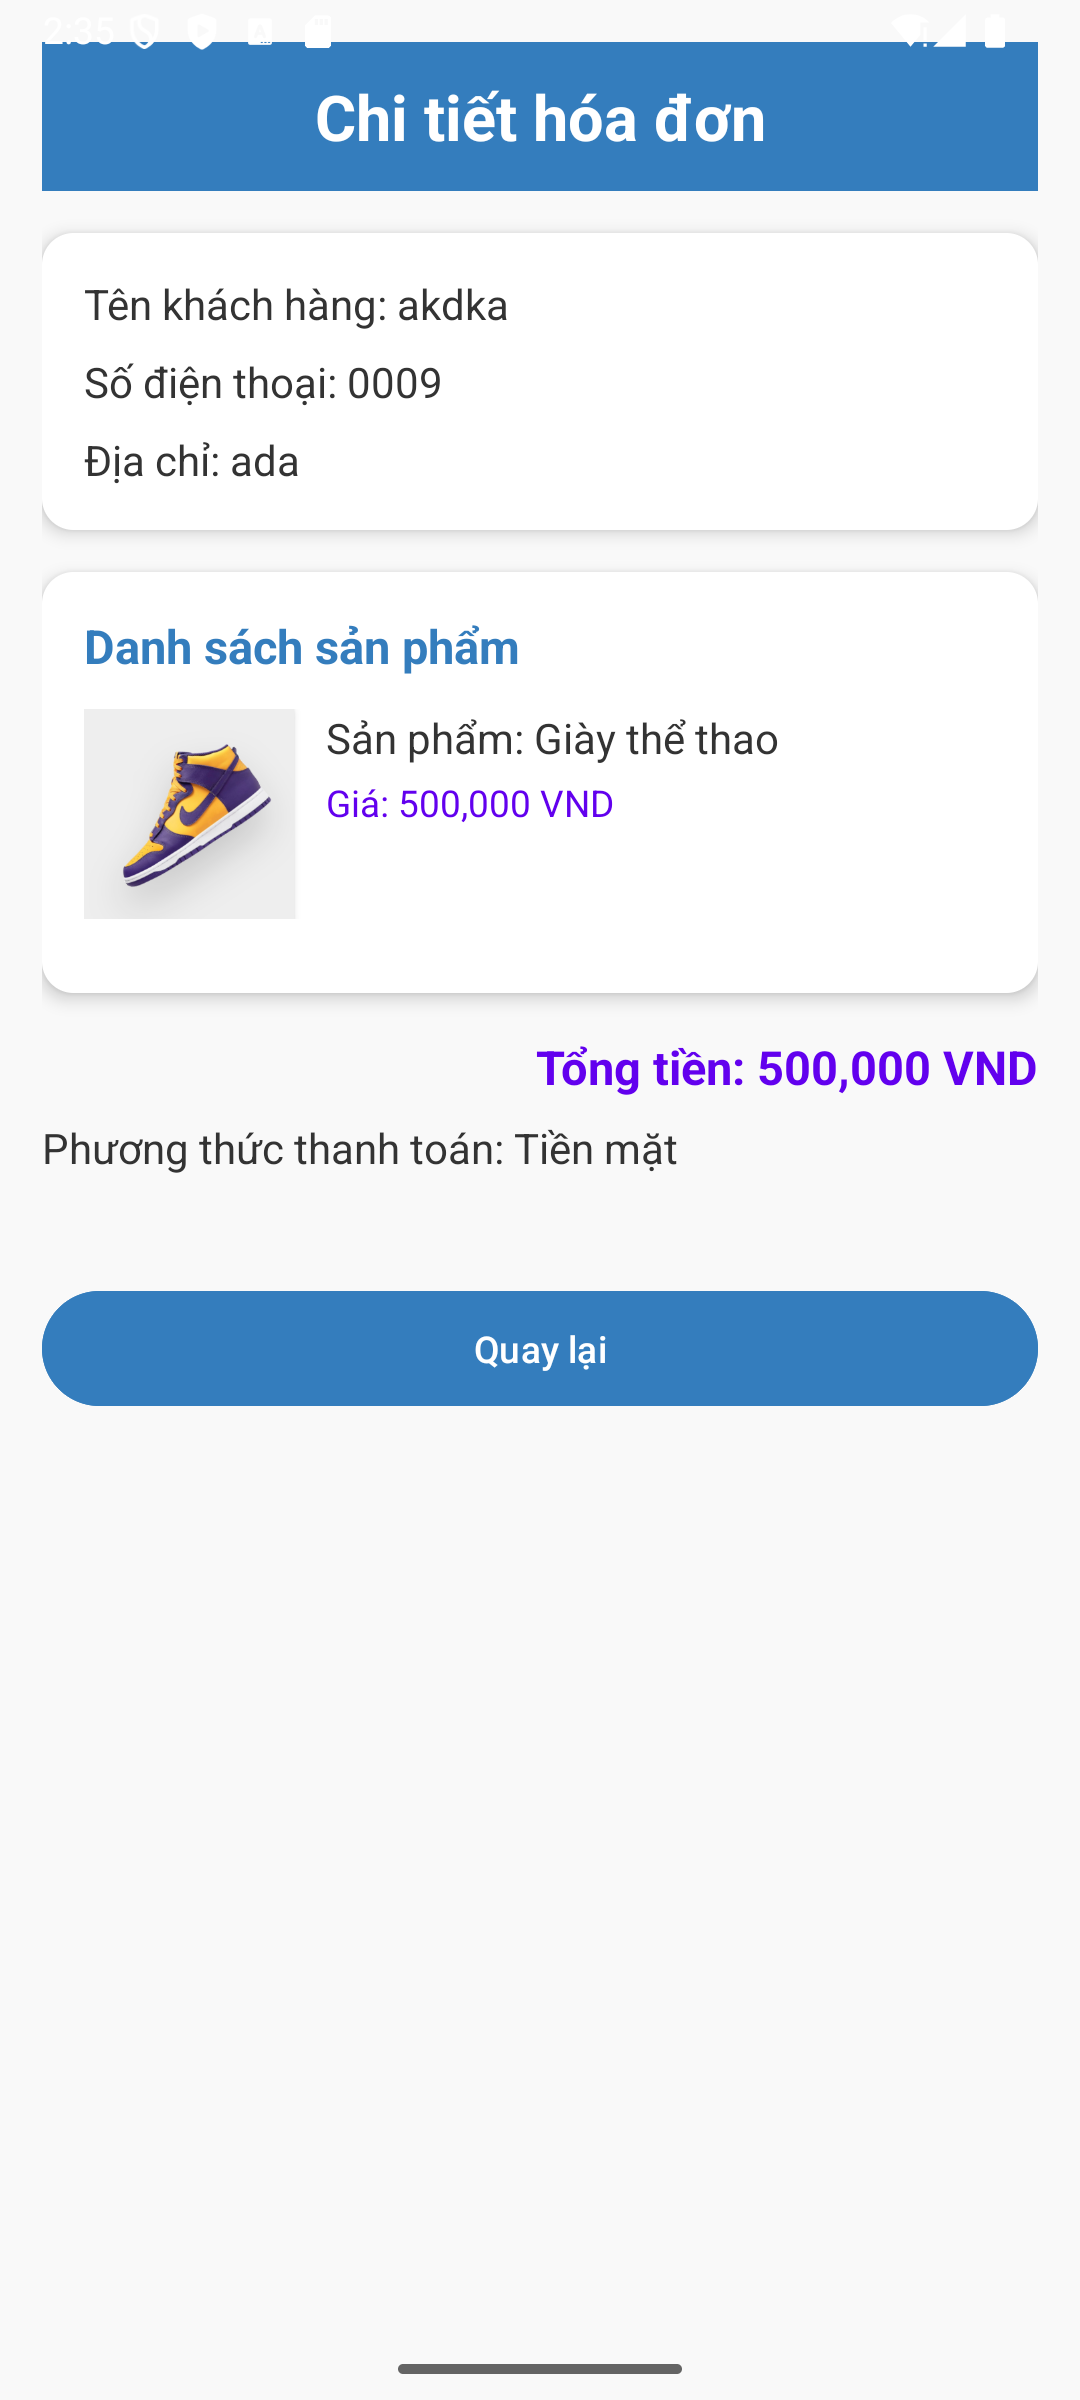 2:35
Chi tiết hóa đơn
Tên khách hàng: akdka
Số điện thoại: 0009
Địa chỉ: ada
Danh sách sản phẩm
Sản phẩm: Giày thể thao
Giá: 500,000 VND
Tổng tiền: 500,000 VND
Phương thức thanh toán: Tiền mặt
Quay lại